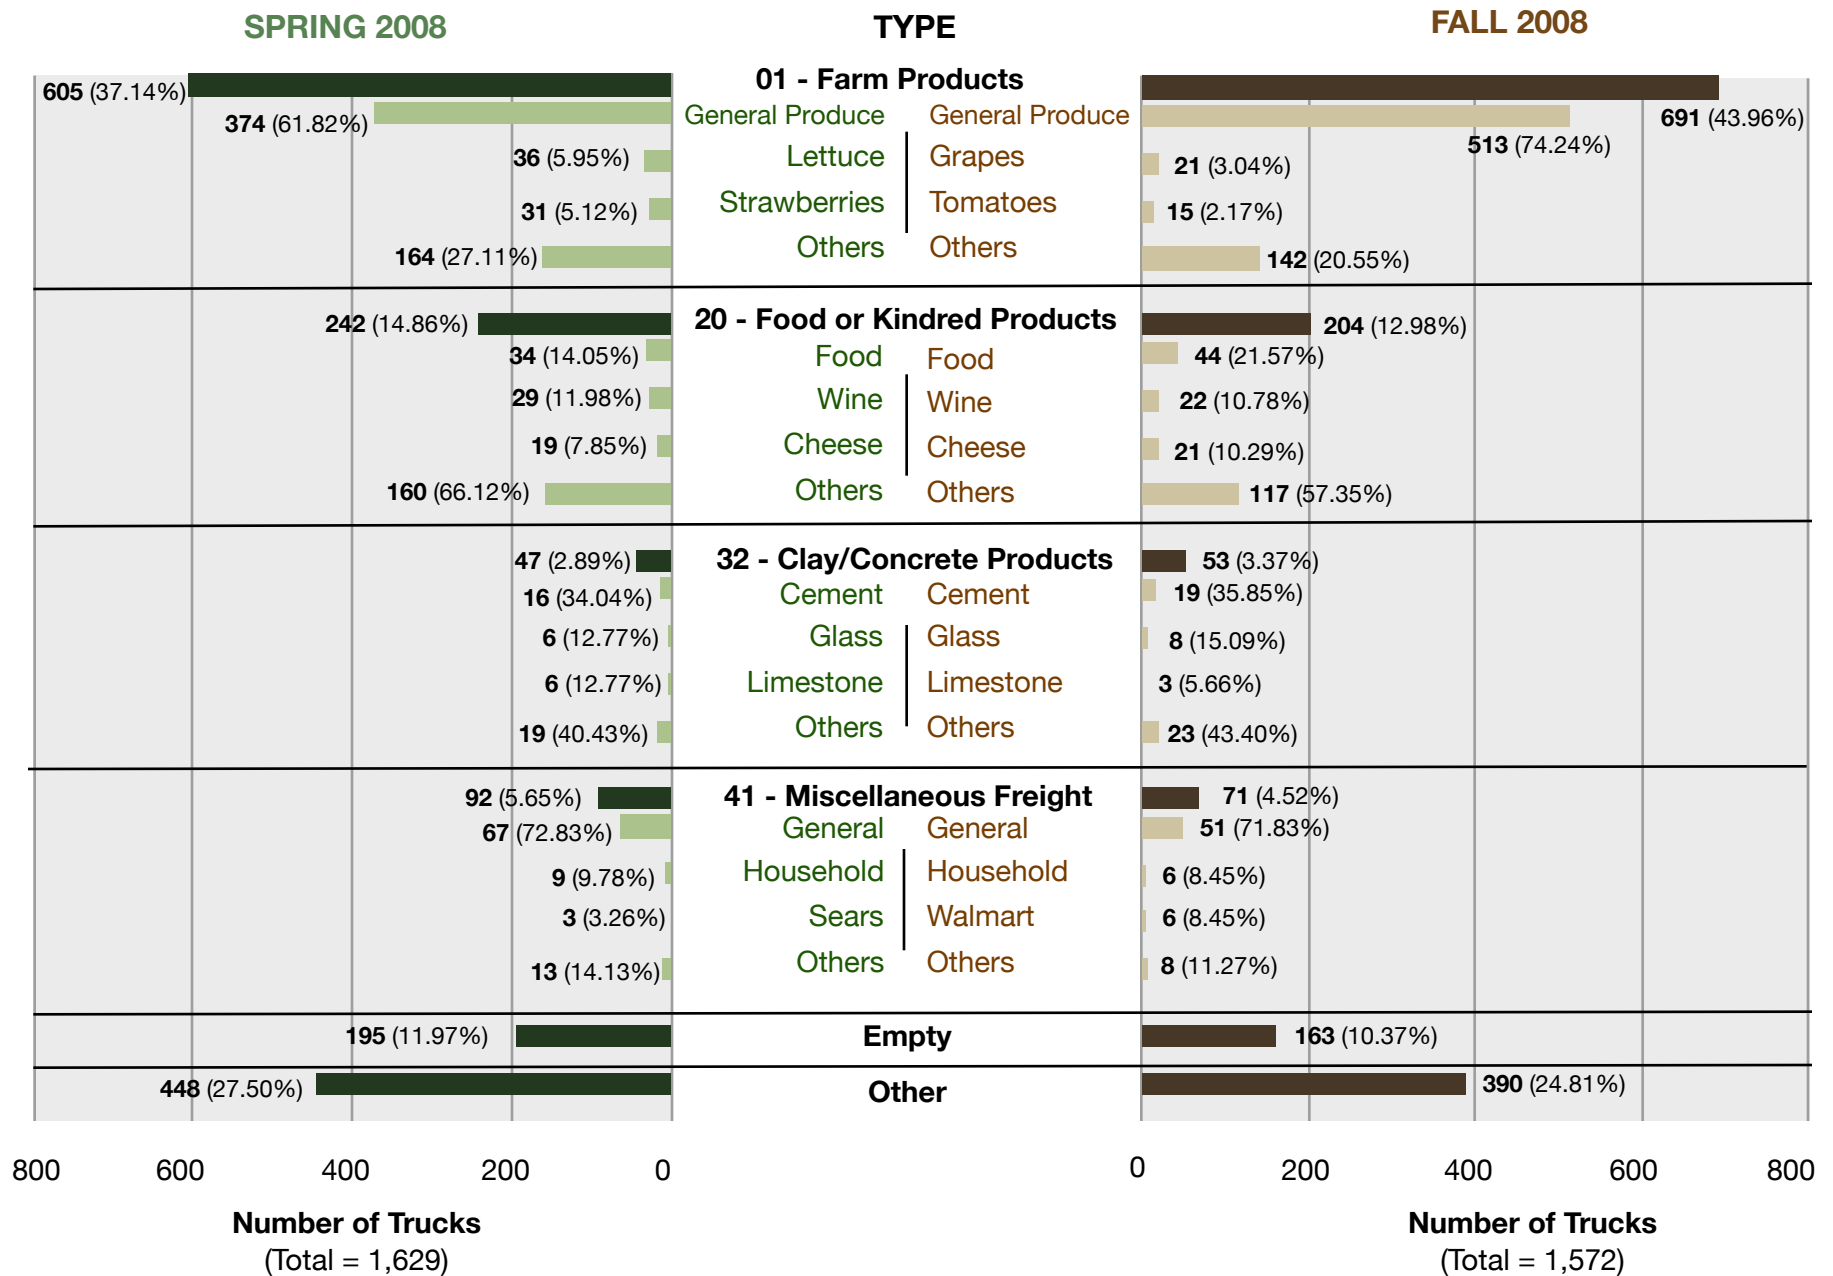 SPRING 2008 TYPE FALL 2008
01 - Farm Products
605 (37.14%) 691 (43.96%)
374 (61.82%) General Produce General Produce 513 (74.24%)
36 (5.95%) Lettuce Grapes 21 (3.04%)
31 (5.12%) Strawberries Tomatoes 15 (2.17%)
164 (27.11%) Others Others 142 (20.55%)
242 (14.86%) 20 - Food or Kindred Products 204 (12.98%)
34 (14.05%) Food Food 44 (21.57%)
29 (11.98%) Wine Wine 22 (10.78%)
19 (7.85%) Cheese Cheese 21 (10.29%)
160 (66.12%) Others Others 117 (57.35%)
47 (2.89%) 32 - Clay/Concrete Products 53 (3.37%)
16 (34.04%) Cement Cement 19 (35.85%)
6 (12.77%) Glass Glass 8 (15.09%)
6 (12.77%) Limestone Limestone 3 (5.66%)
19 (40.43%) Others Others 23 (43.40%)
92 (5.65%) 41 - Miscellaneous Freight 71 (4.52%)
67 (72.83%) General General 51 (71.83%)
9 (9.78%) Household Household 6 (8.45%)
3 (3.26%) Sears Walmart 6 (8.45%)
13 (14.13%) Others Others 8 (11.27%)
195 (11.97%) Empty 163 (10.37%)
448 (27.50%) Other 390 (24.81%)
800 600 400 200 0 0 200 400 600 800
Number of Trucks Number of Trucks
(Total = 1,629) (Total = 1,572)